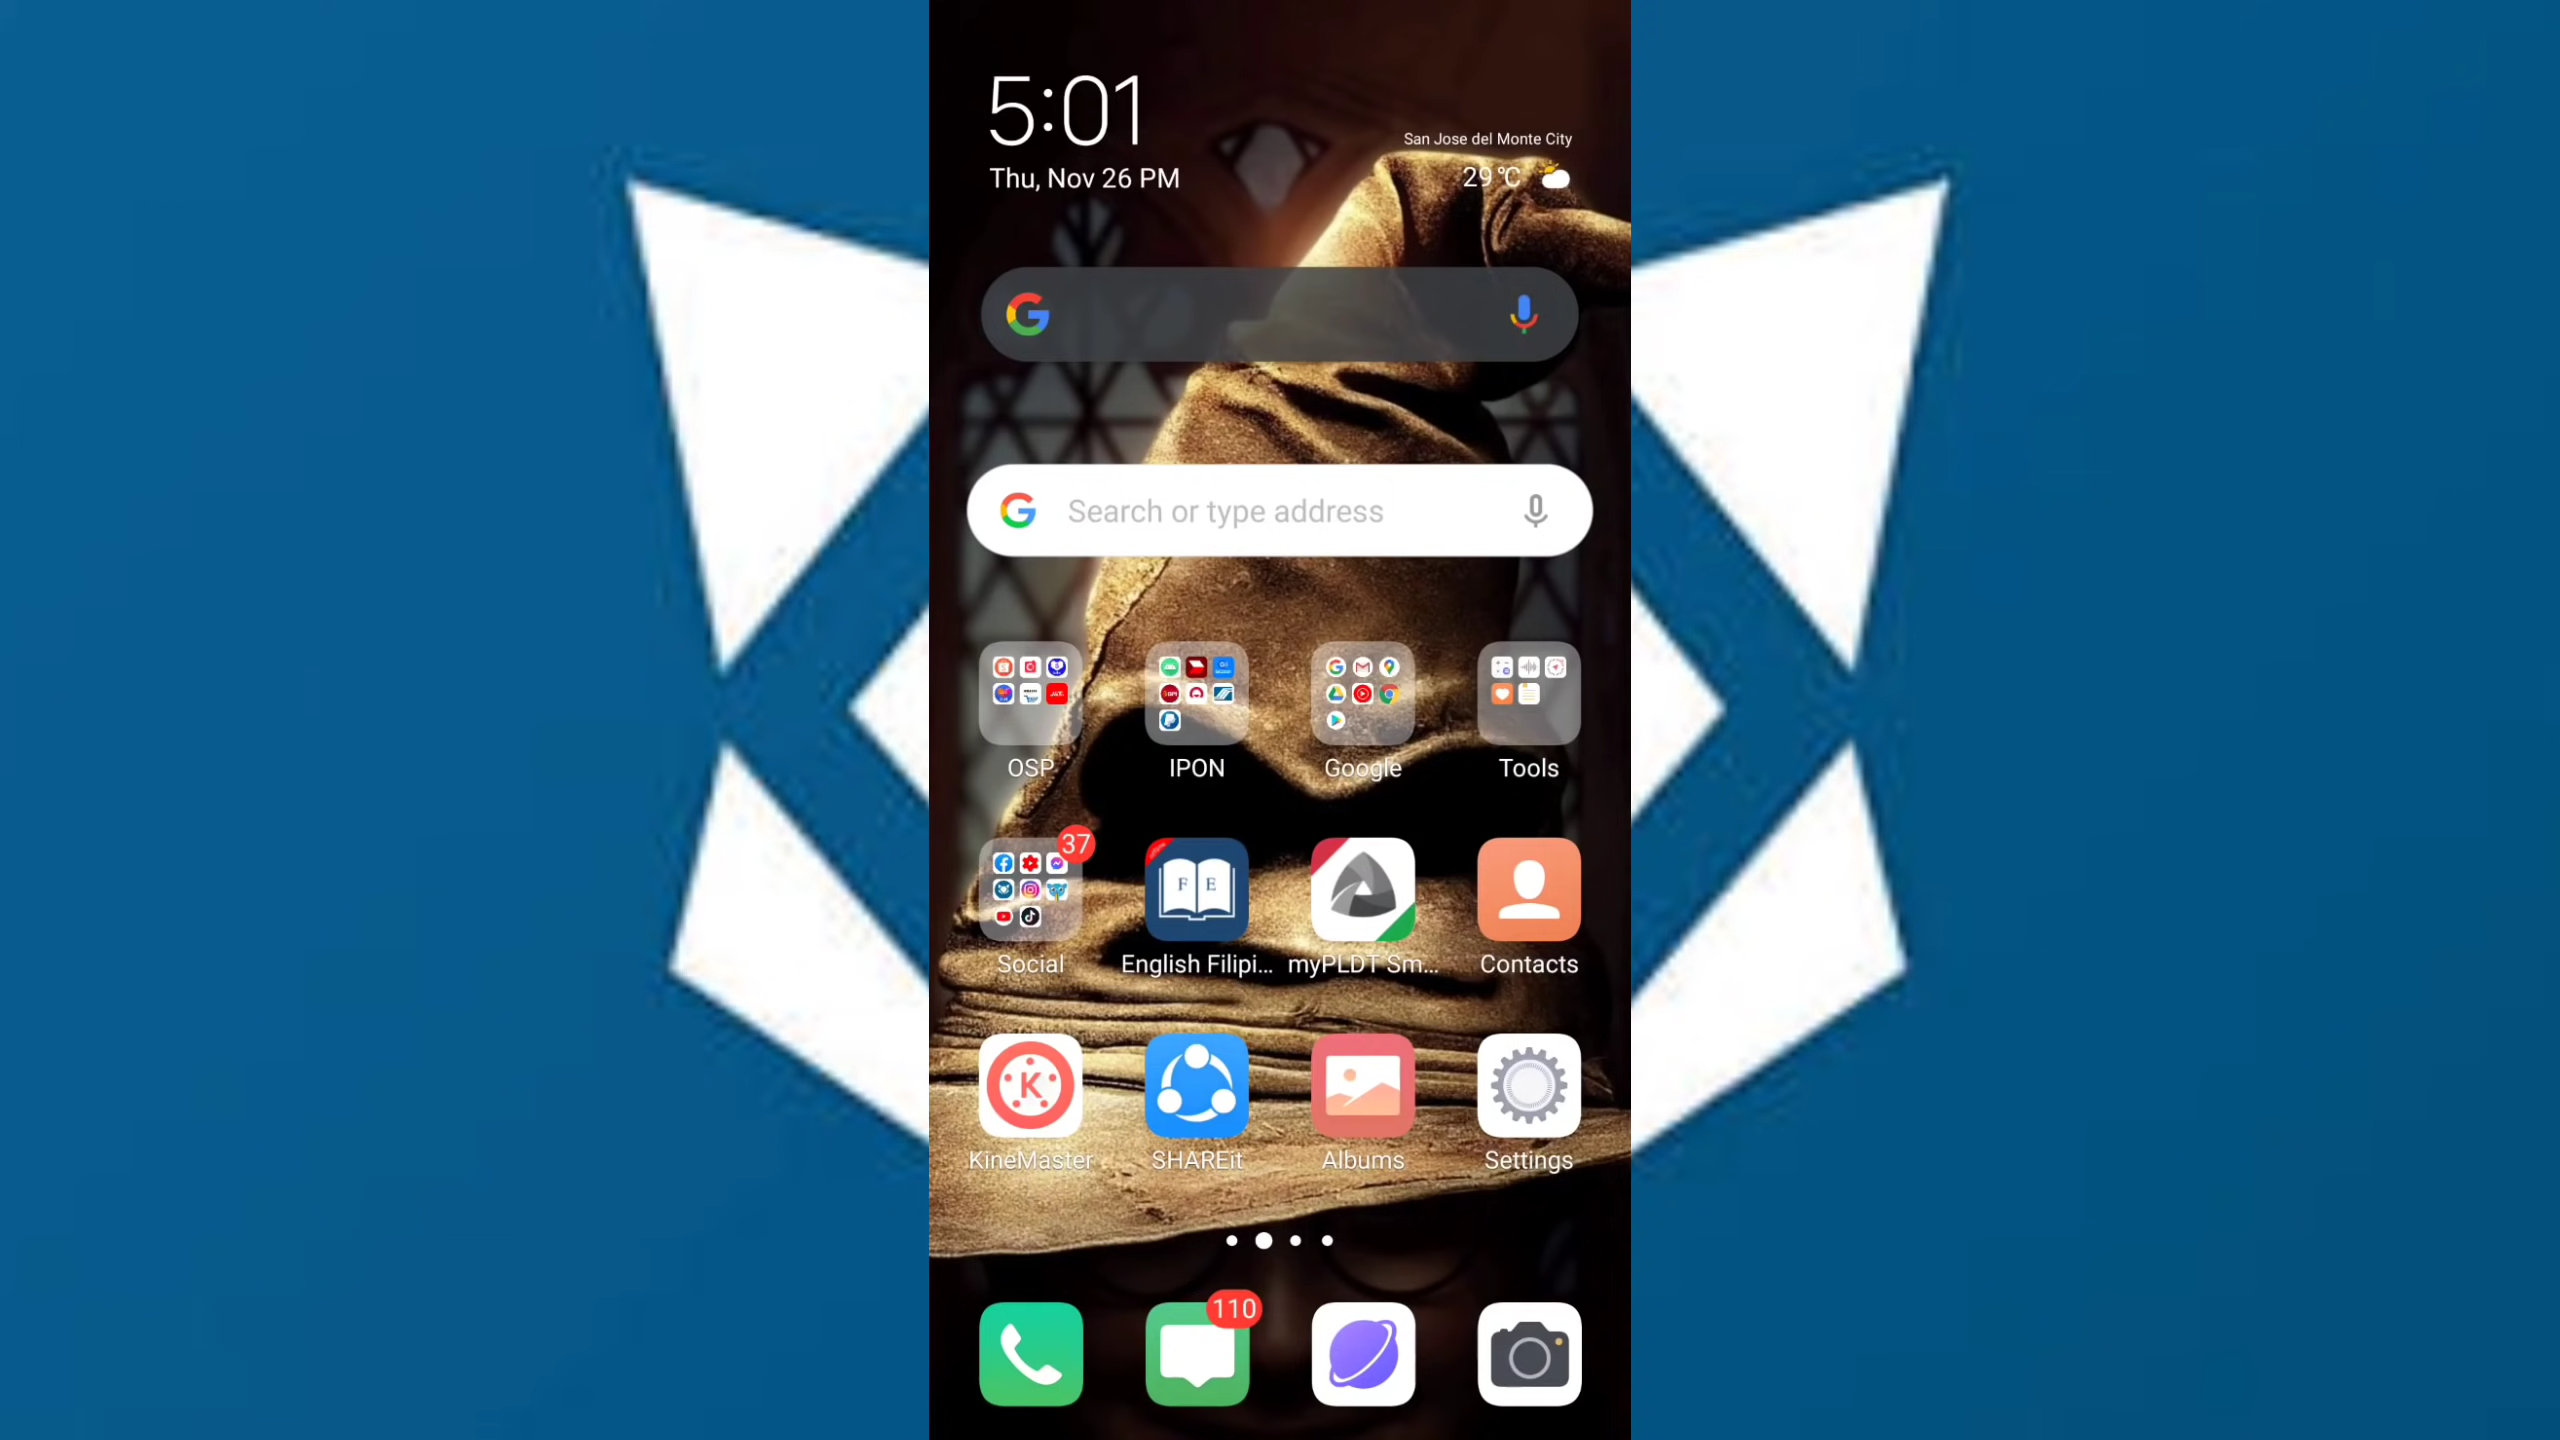 5:01
San Jose del Monte City
Thu, Nov 26 PM
29°C
Search or type address
OSP
IPON
Google
Tools
37
F E
Social
English Filipi...
myPLDT Sm...
Contacts
K
KineMaster
SHAREit
Albums
Settings
110